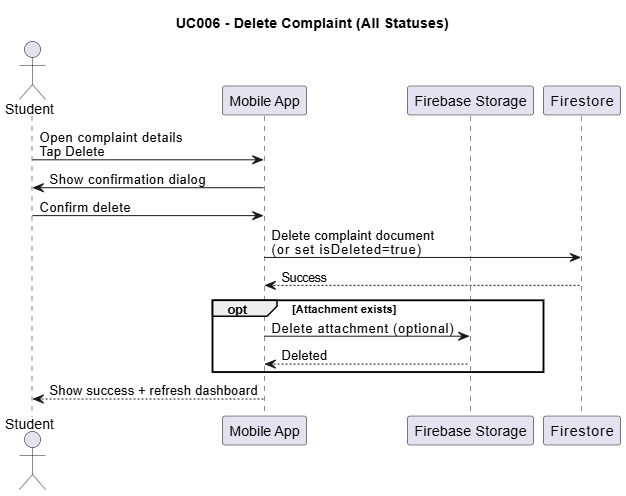 UC006 - Delete Complaint (All Statuses)
Student
Mobile App
Firebase Storage
Firestore
Open complaint details
Tap Delete
Show confirmation dialog
Confirm delete
Delete complaint document
(or set isDeleted=true)
Success
opt
[Attachment exists]
Delete attachment (optional)
Deleted
Show success + refresh dashboard
Student
Mobile App
Firebase Storage
Firestore